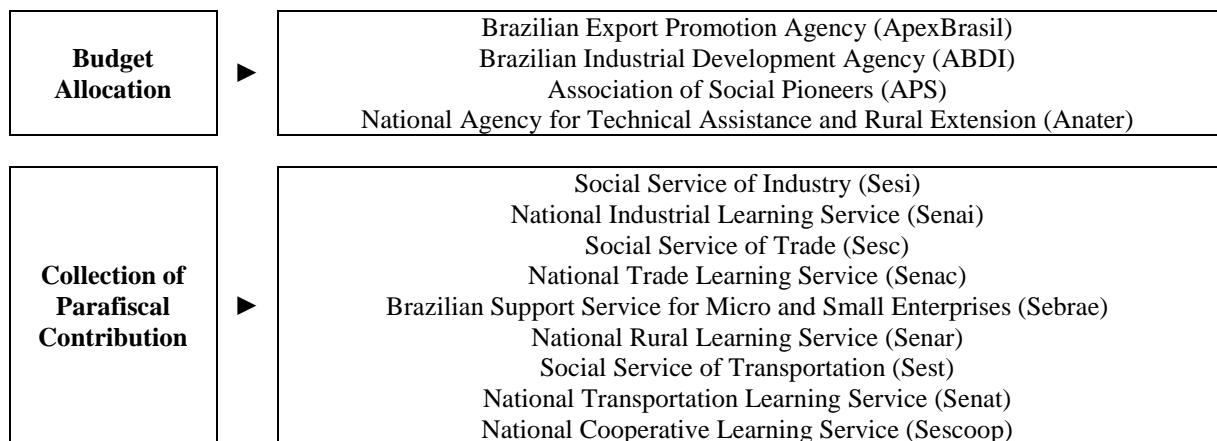 Budget
Allocation
►
Brazilian Export Promotion Agency (ApexBrasil)
Brazilian Industrial Development Agency (ABDI)
Association of Social Pioneers (APS)
National Agency for Technical Assistance and Rural Extension (Anater)
Collection of
Parafiscal
Contribution
►
Social Service of Industry (Sesi)
National Industrial Learning Service (Senai)
Social Service of Trade (Sesc)
National Trade Learning Service (Senac)
Brazilian Support Service for Micro and Small Enterprises (Sebrae)
National Rural Learning Service (Senar)
Social Service of Transportation (Sest)
National Transportation Learning Service (Senat)
National Cooperative Learning Service (Sescoop)